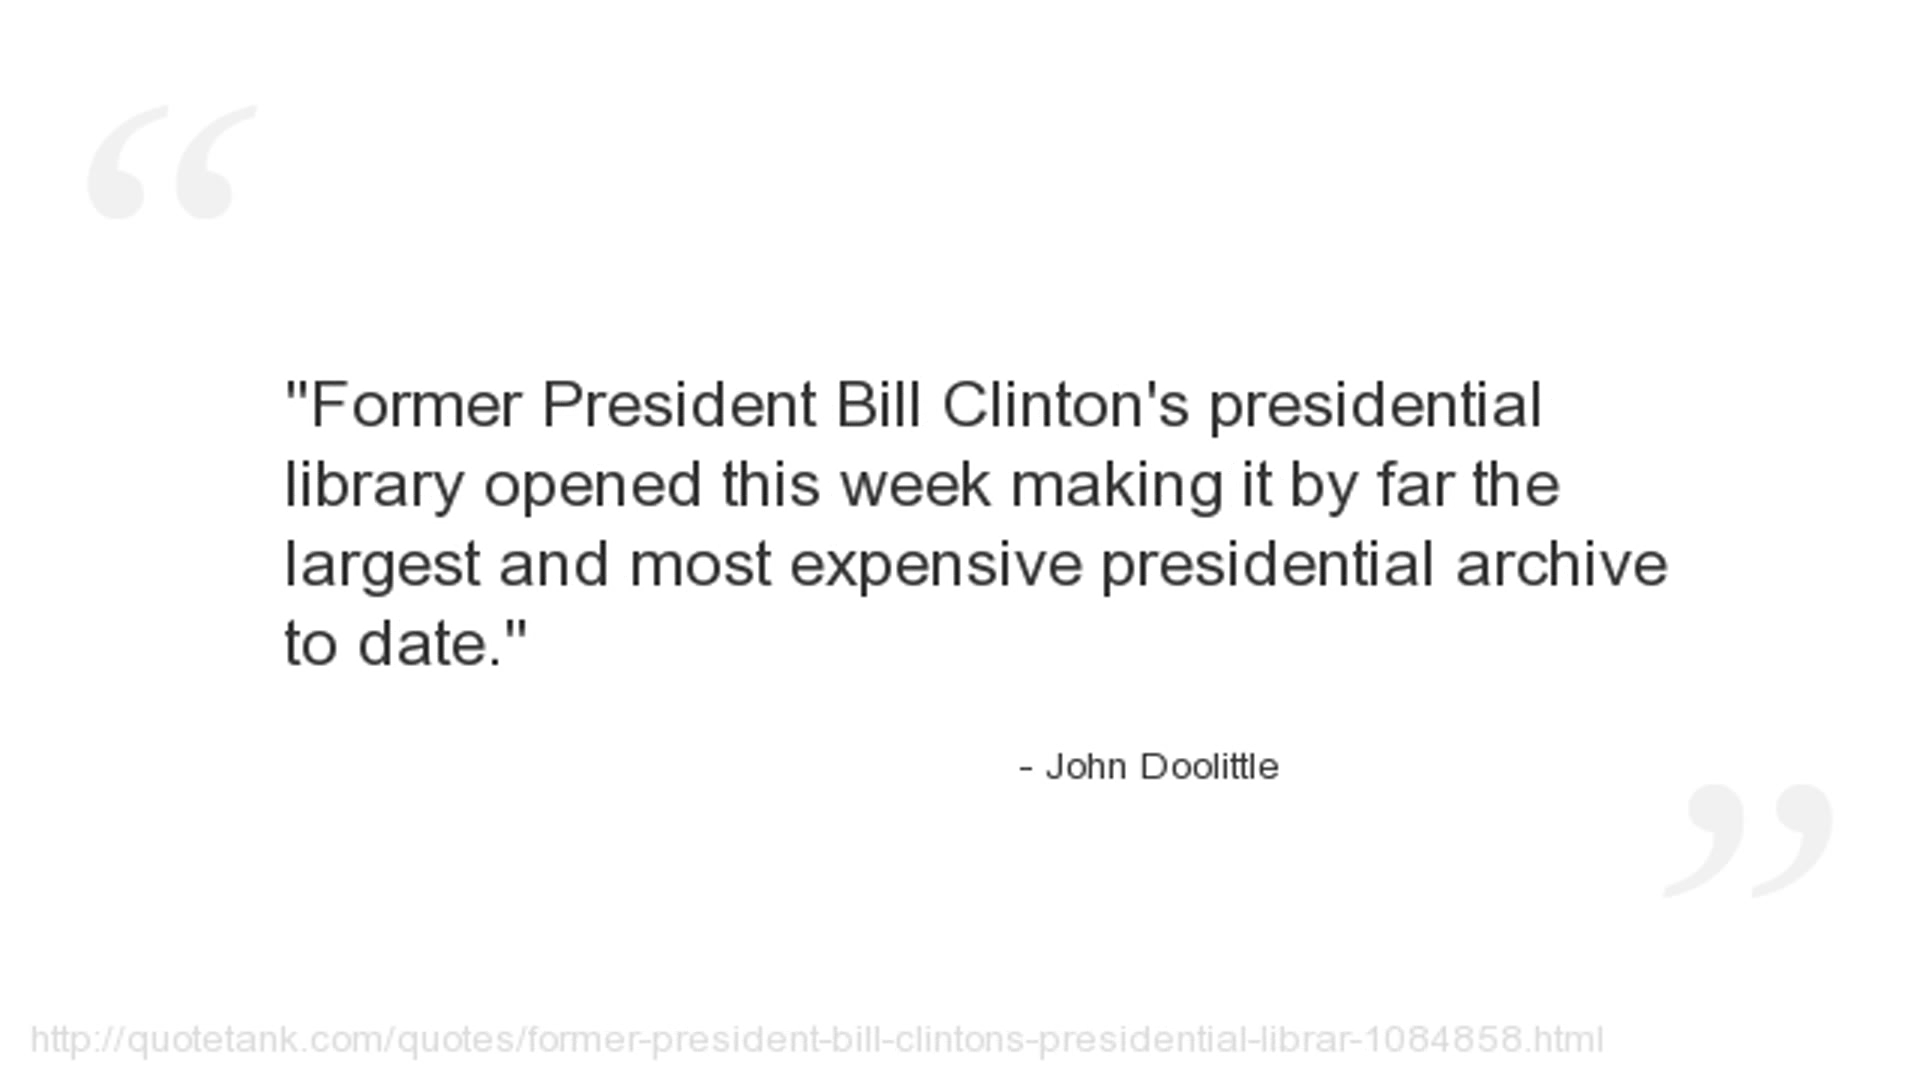 "Former President Bill Clinton's presidential
library opened this week making it by far the
largest and most expensive presidential archive
to date."
- John Doolittle
http://quotetank.com/quotes/former-president-bill-clintons-presidential-librar-1084858.html